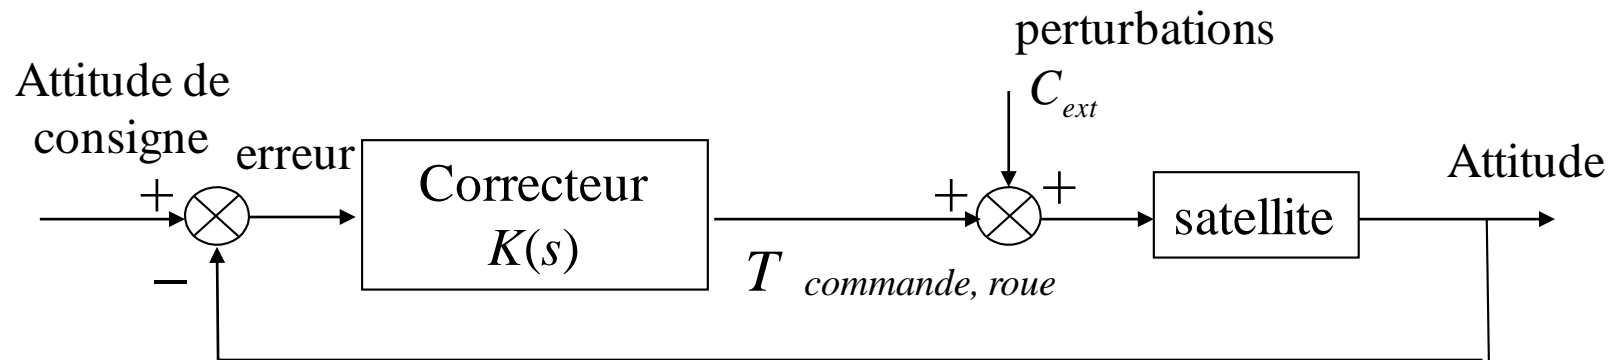 Attitude de
consigne
+
−
erreur
Correcteur
K(s)
T commande, roue
perturbations
C_ext
+
+
satellite
Attitude